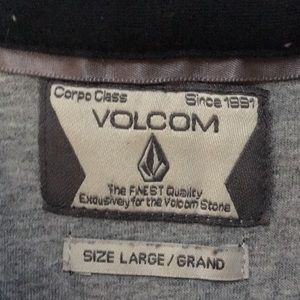 Corpo Class Since 1991
VOLCOM
The FINEST Quality
Exclusively for the Volcom Stone
SIZE LARGE / GRAND